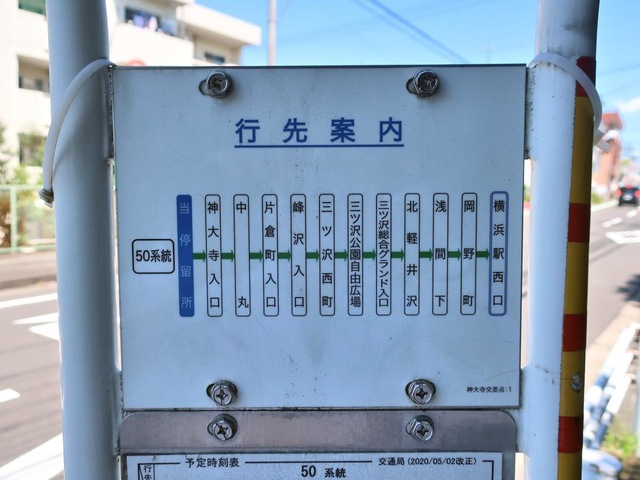 行先案内
50系統
当停留所
神大寺入口
中丸
片倉町入口
峰沢入口
三ツ沢西町
三ツ沢公園自由広場
三ツ沢総合グランド入口
北軽井沢
浅間下
岡野町
横浜駅西口
神大寺交差点:1
行先
予定時刻表
50 系統
交通局 (2020/05/02改正)